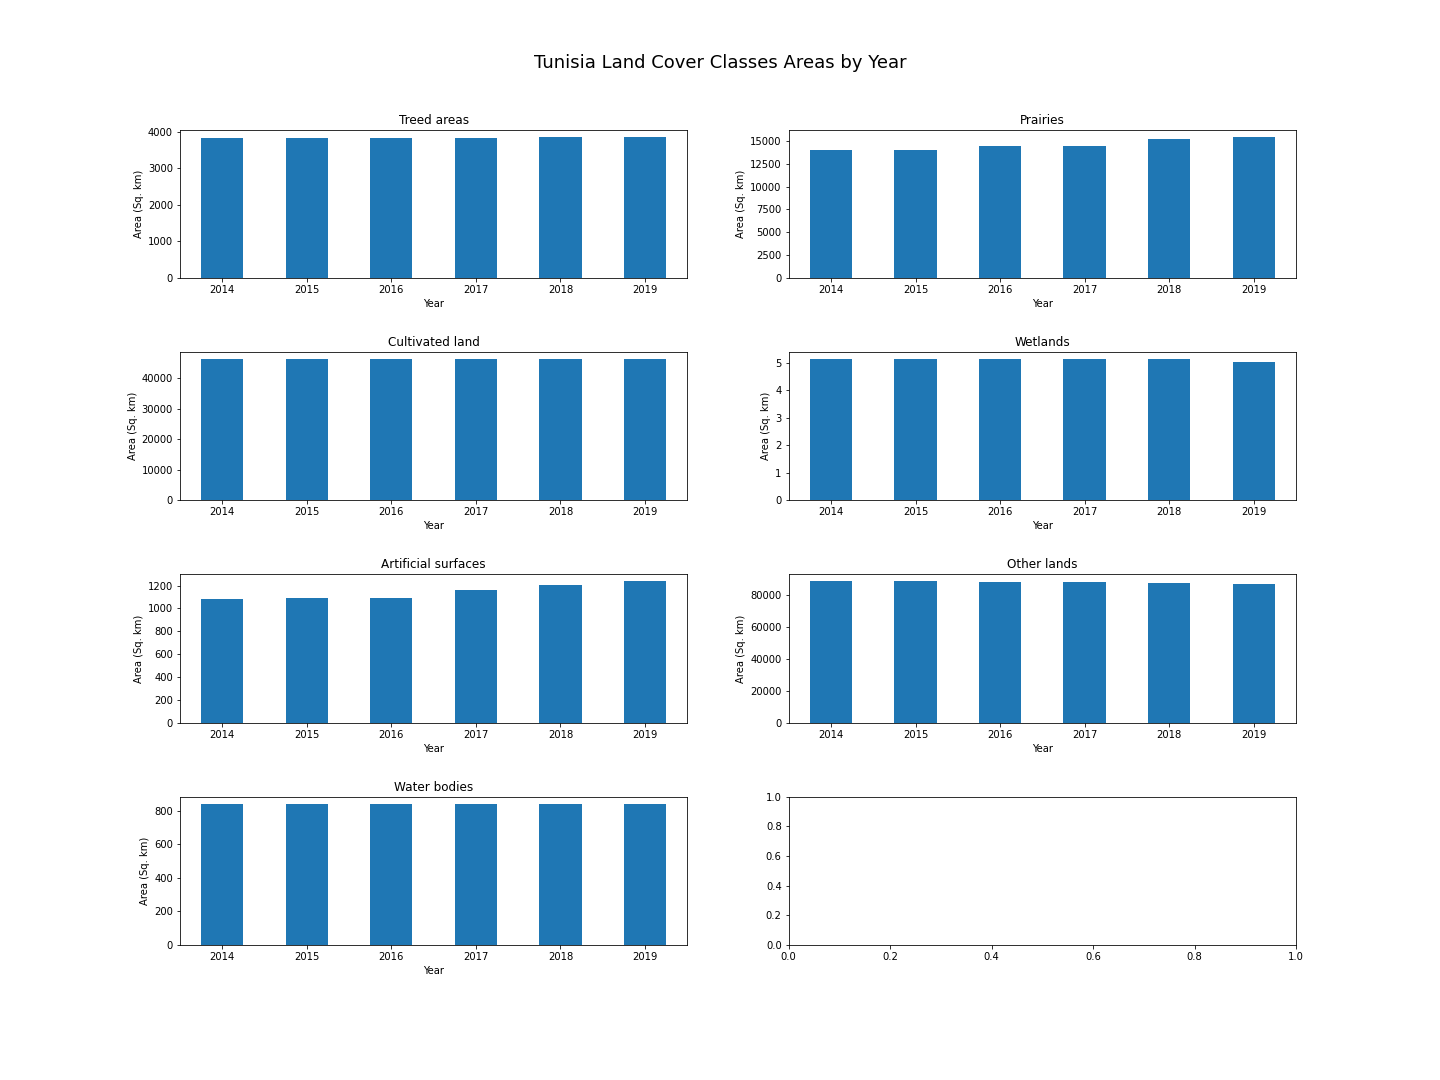 Tunisia Land Cover Classes Areas by Year
Treed areas
Area (Sq. km)
4000
3000
2000
1000
0
2014 2015 2016 2017 2018 2019
Year
Prairies
Area (Sq. km)
15000
12500
10000
7500
5000
2500
0
2014 2015 2016 2017 2018 2019
Year
Cultivated land
Area (Sq. km)
40000
30000
20000
10000
0
2014 2015 2016 2017 2018 2019
Year
Wetlands
Area (Sq. km)
5
4
3
2
1
0
2014 2015 2016 2017 2018 2019
Year
Artificial surfaces
Area (Sq. km)
1200
1000
800
600
400
200
0
2014 2015 2016 2017 2018 2019
Year
Other lands
Area (Sq. km)
80000
60000
40000
20000
0
2014 2015 2016 2017 2018 2019
Year
Water bodies
Area (Sq. km)
800
600
400
200
0
2014 2015 2016 2017 2018 2019
Year
1.0
0.8
0.6
0.4
0.2
0.0
0.0 0.2 0.4 0.6 0.8 1.0